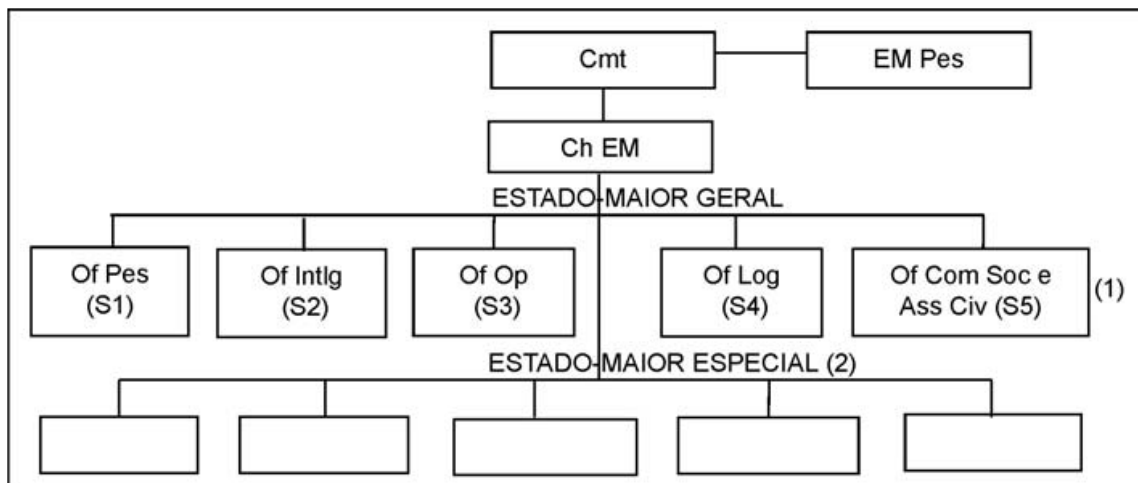 Cmt
EM Pes
Ch EM
ESTADO-MAIOR GERAL
Of Pes
(S1)
Of Intlg
(S2)
Of Op
(S3)
Of Log
(S4)
Of Com Soc e
Ass Civ (S5)
(1)
ESTADO-MAIOR ESPECIAL (2)